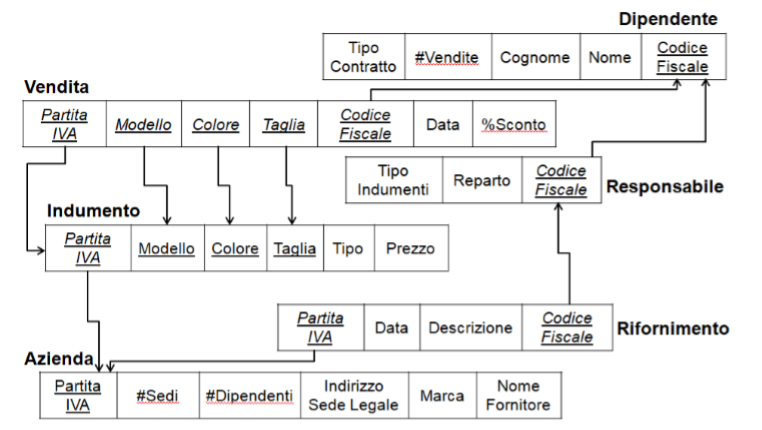 Dipendente
Tipo Contratto #Vendite Cognome Nome Codice Fiscale
Vendita
Partita IVA Modello Colore Taglia Codice Fiscale Data %Sconto
Tipo Indumenti Reparto Codice Fiscale
Responsabile
Indumento
Partita IVA Modello Colore Taglia Tipo Prezzo
Partita IVA Data Descrizione Codice Fiscale
Rifornimento
Azienda
Partita IVA #Sedi #Dipendenti Indirizzo Sede Legale Marca Nome Fornitore